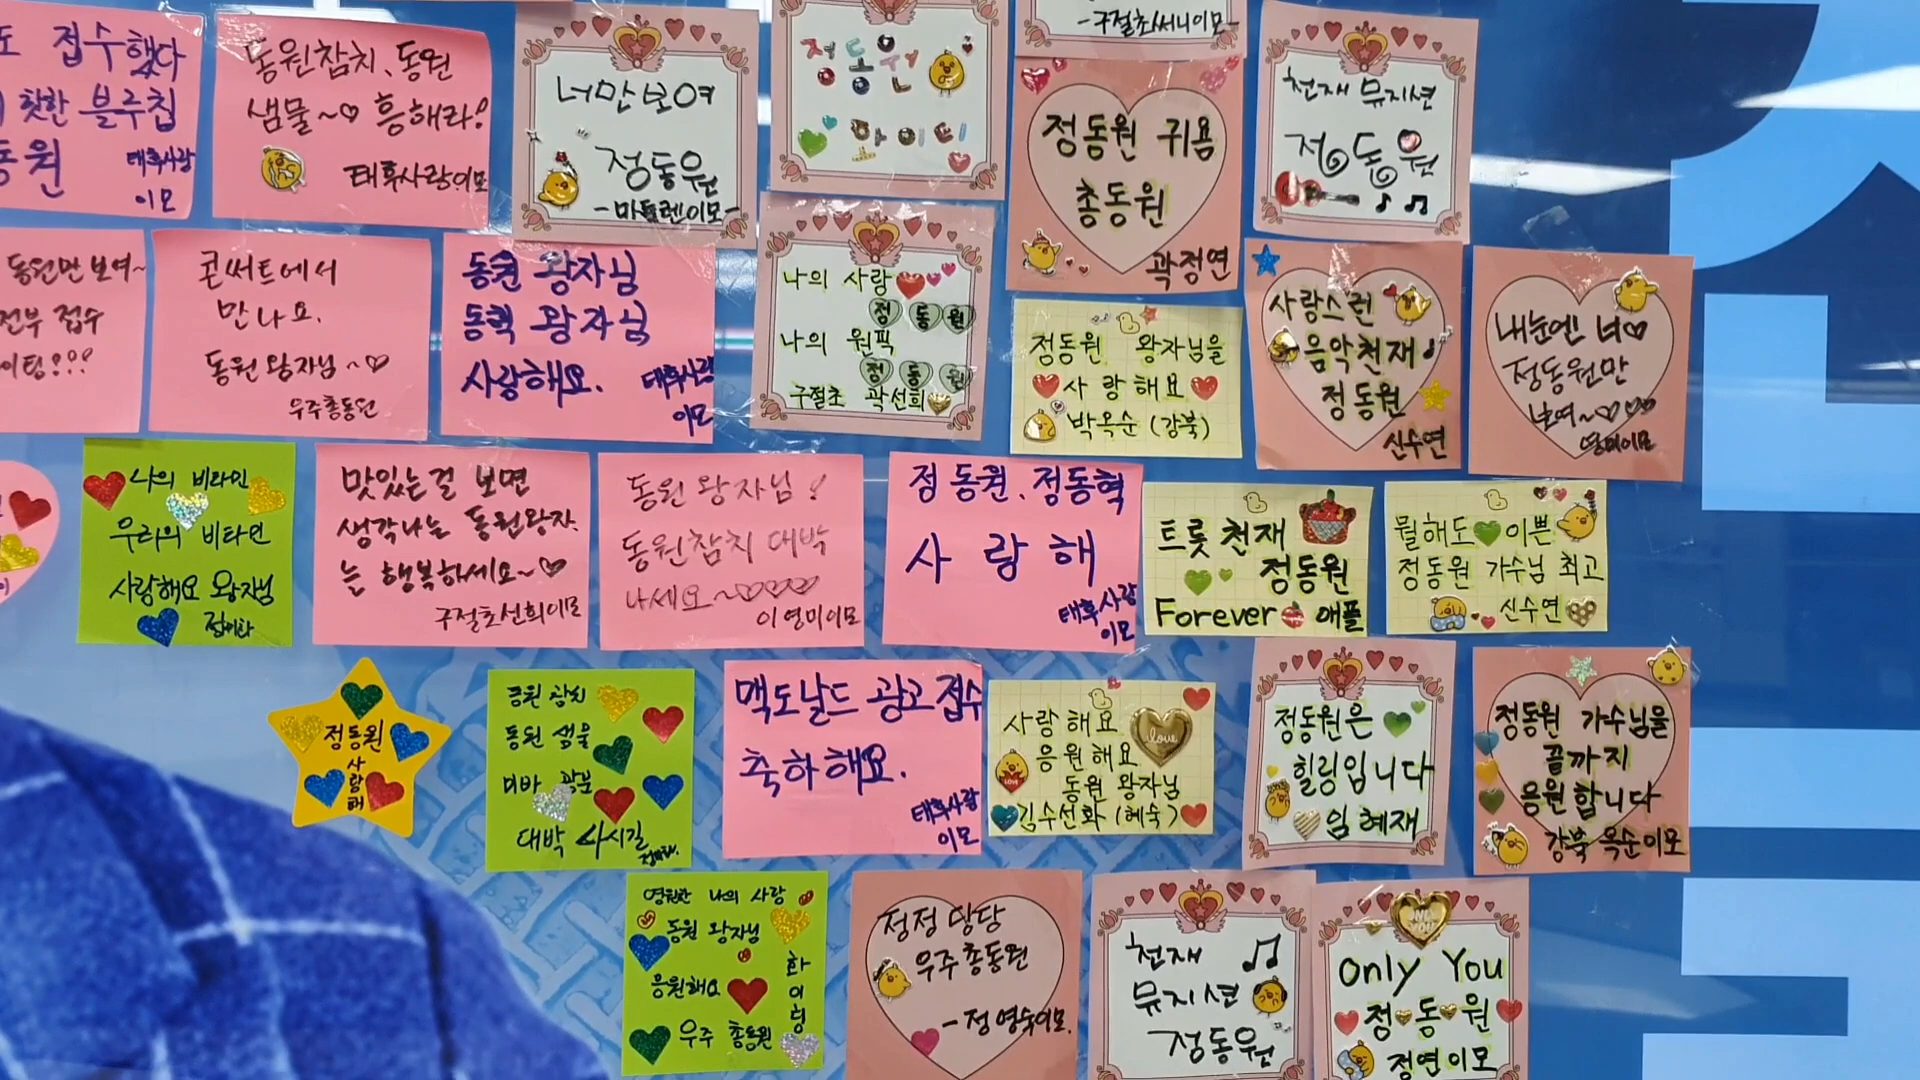 접수했다
핫한 블루칩
동원
태후사랑
이모
동원참치、동원
샘물~♡ 흥해라!
태후사랑이모
너만보여
정동원
-마들렌이모-
정동원
화이티
-구절초써니이모-
정동원 귀욤
총동원
곽정연
천재 뮤지션
정동원
동원만 보여~
전부 접수
콘써트에서
만나요.
동원왕자님~♡
우주총동원
동원 왕자님
동혁 왕자님
사랑해요.
태후사랑
이모
나의 사랑
정동원
나의 원픽
정동원
구절초 곽선희
정동원 왕자님을
사랑해요
박옥순 (강북)
사랑스런
음악천재
정동원
신수연
내눈엔 너♡
정동원만
보여~♡♡♡
영미이모
나의 비타민
우리의 비타민
사랑해요 왕자님
맛있는걸 보면
생각나는 동원왕자
는 행복하세요~♡
구절초선희이모
동원왕자님!
동원참치 대박
나세요~♡♡♡♡
이영미이모
정동원、정동혁
사랑해
태후사랑
이모
트롯 천재
정동원
Forever 애플
뭘해도 이쁜
정동원 가수님 최고
신수연
정동원
사랑해
동원 참치
동원 샘물
대박 4시길
맥도날드 광고접수
축하해요.
태후사랑
이모
사랑해요
love
응원해요
동원 왕자님
김수선화 (혜숙)
정동원은
힐링입니다
임혜재
정동원 가수님을
끝까지
응원합니다
강북 옥순이모
영원한 나의 사랑
동원 왕자님
응원해요
우주 총동원
화이팅
정정당당
우주총동원
-정영숙이모.
천재
뮤지션
정동원
Only You
정동원
정연이모